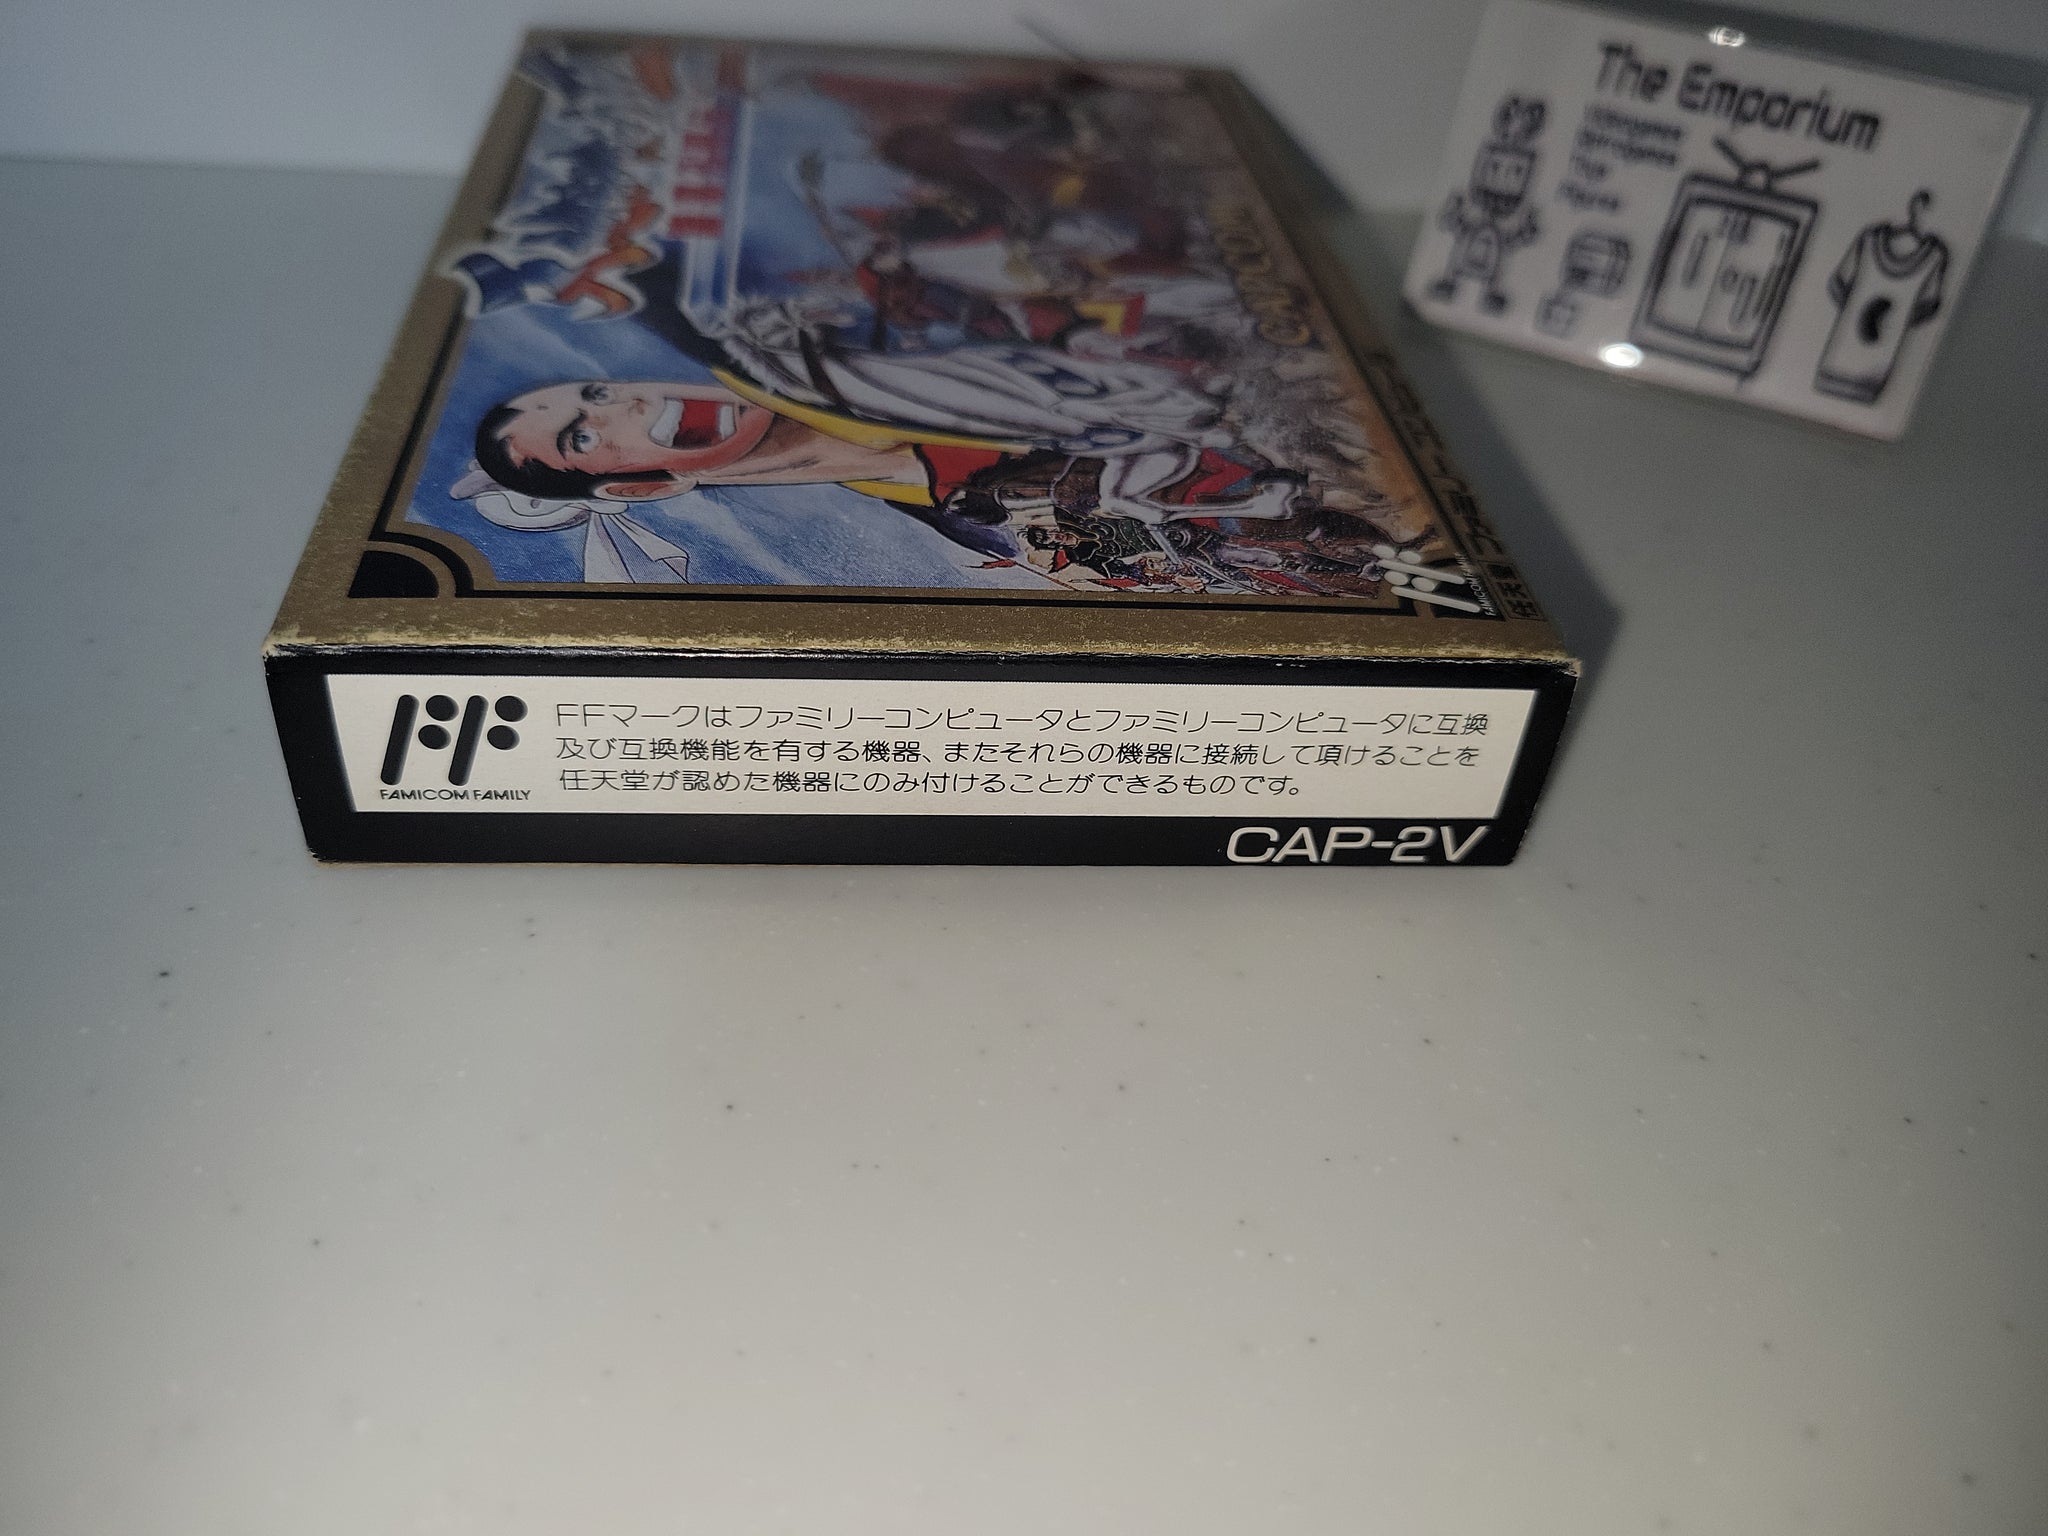 The Emporium
CAPCOM
FAMICOM FAMILY
FFマークはファミリーコンピュータとファミリーコンピュータに互換
及び互換機能を有する機器、またそれらの機器に接続して頂けることを
任天堂が認めた機器にのみ付けることができるものです。
FAMICOM FAMILY
CAP-2V